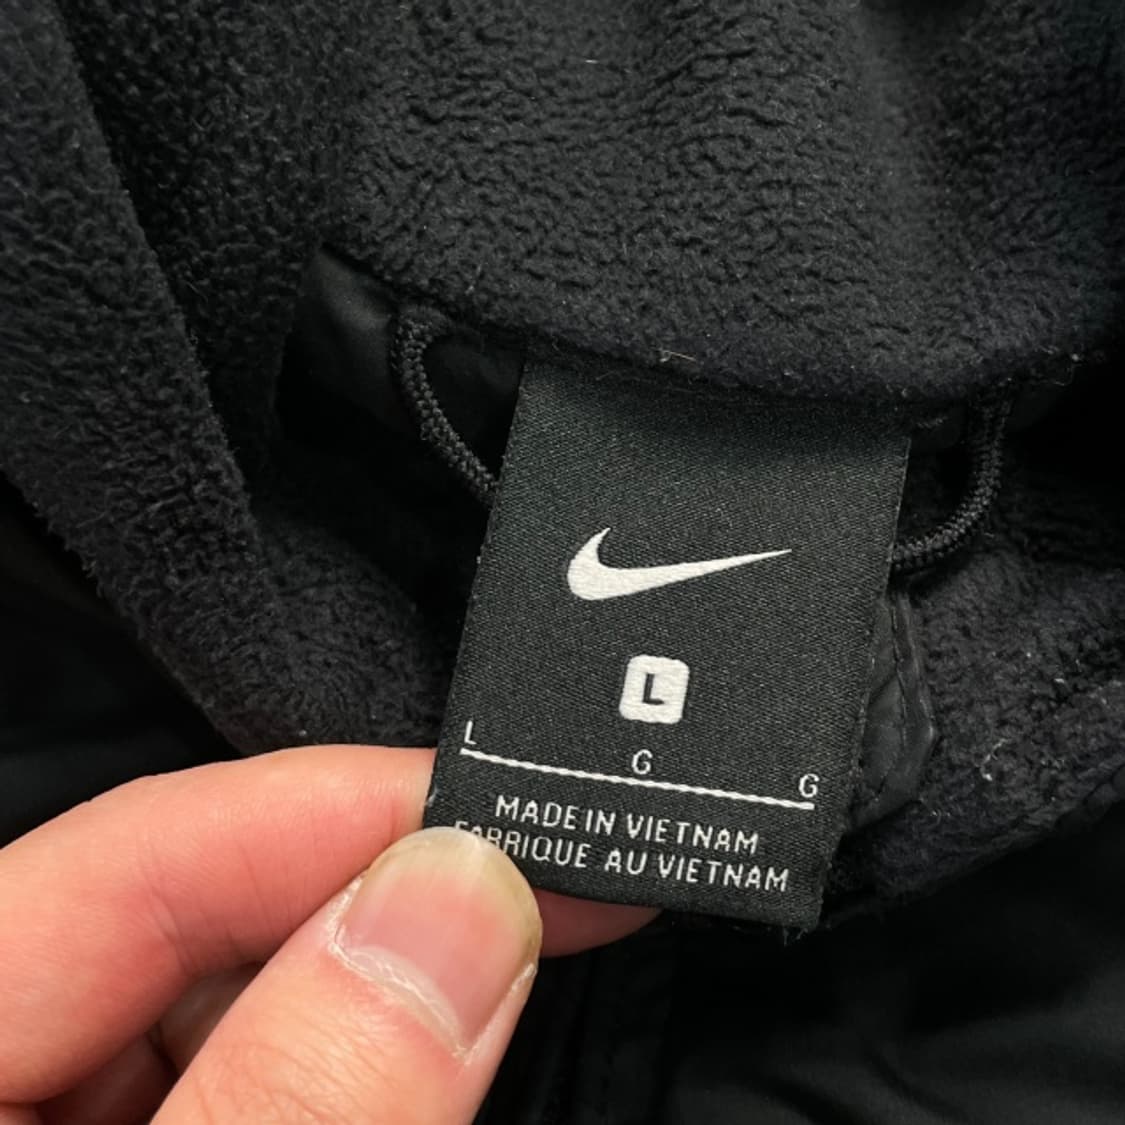 L
L G G
MADE IN VIETNAM
FABRIQUE AU VIETNAM